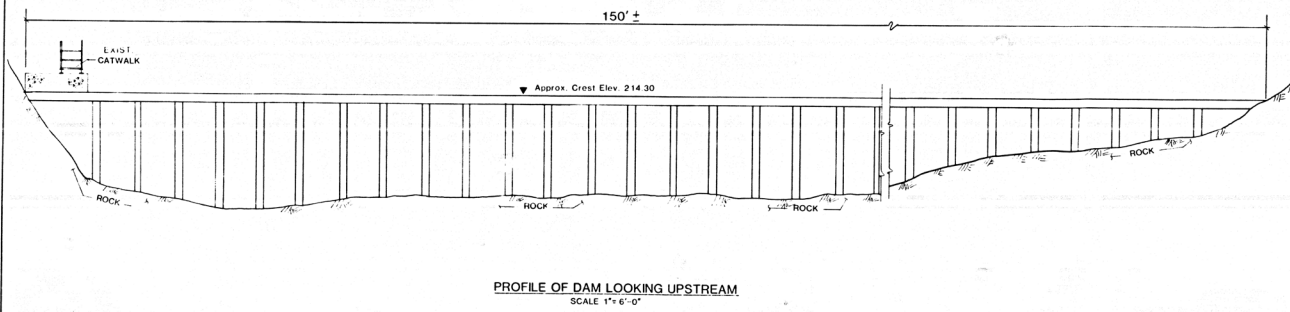 150' ±
EXIST.
CATWALK
Approx. Crest Elev. 214.30
ROCK
ROCK
ROCK
ROCK
PROFILE OF DAM LOOKING UPSTREAM
SCALE 1"= 6'-0"